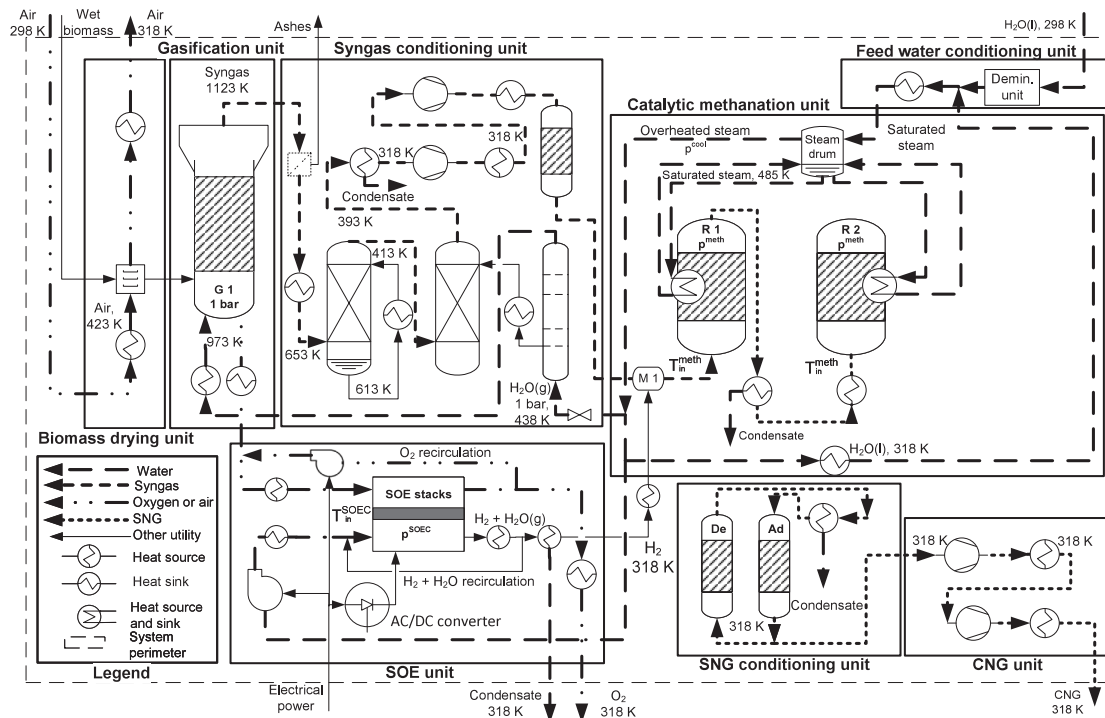 Air
298 K
Wet
biomass
Air
318 K
Ashes
H₂O(l), 298 K
Gasification unit
Syngas conditioning unit
Feed water conditioning unit
Syngas
1123 K
Demin.
unit
Catalytic methanation unit
318 K
318 K
Overheated steam
p^cool
Steam
drum
Saturated
steam
Condensate
Saturated steam, 485 K
393 K
R 1
p^meth
R 2
p^meth
413 K
G 1
1 bar
Air,
423 K
973 K
653 K
613 K
H₂O(g)
1 bar,
438 K
T_in^meth
T_in^meth
M 1
Condensate
H₂O(l), 318 K
Biomass drying unit
Water
Syngas
Oxygen or air
SNG
Other utility
Heat source
Heat sink
Heat source
and sink
System
perimeter
Legend
O₂ recirculation
SOE stacks
T_in^SOEC
p^SOEC
H₂ + H₂O(g)
H₂ + H₂O recirculation
AC/DC converter
H₂
318 K
SOE unit
De
Ad
Condensate
318 K
SNG conditioning unit
318 K
318 K
CNG unit
Electrical
power
Condensate
318 K
O₂
318 K
CNG
318 K